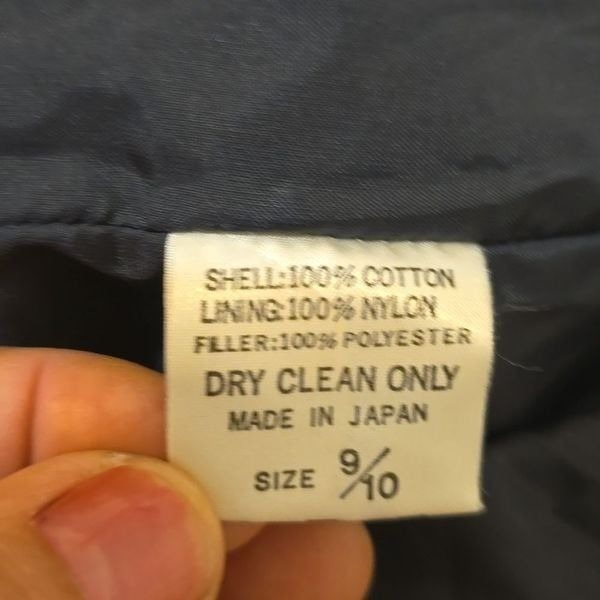 SHELL:100% COTTON
LINING:100% NYLON
FILLER:100% POLYESTER
DRY CLEAN ONLY
MADE IN JAPAN
SIZE 9/10